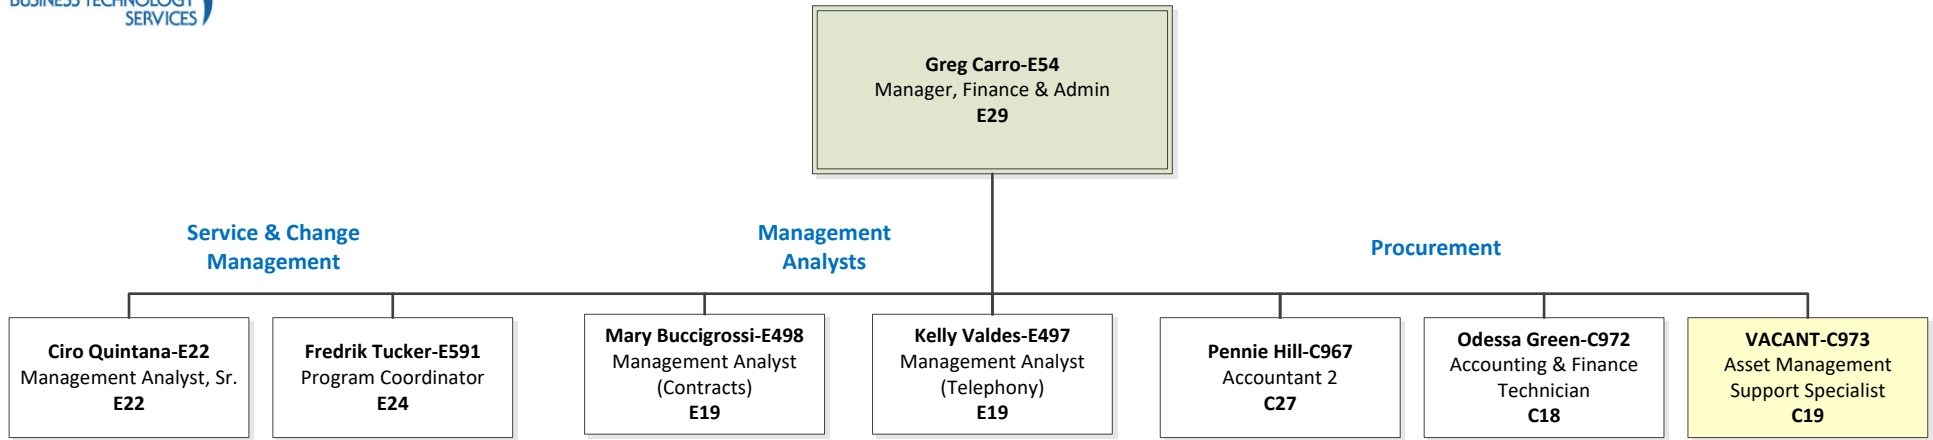 BUSINESS TECHNOLOGY
SERVICES
Greg Carro-E54
Manager, Finance & Admin
E29
Service & Change
Management
Management
Analysts
Procurement
Ciro Quintana-E22
Management Analyst, Sr.
E22
Fredrik Tucker-E591
Program Coordinator
E24
Mary Buccigrossi-E498
Management Analyst
(Contracts)
E19
Kelly Valdes-E497
Management Analyst
(Telephony)
E19
Pennie Hill-C967
Accountant 2
C27
Odessa Green-C972
Accounting & Finance
Technician
C18
VACANT-C973
Asset Management
Support Specialist
C19